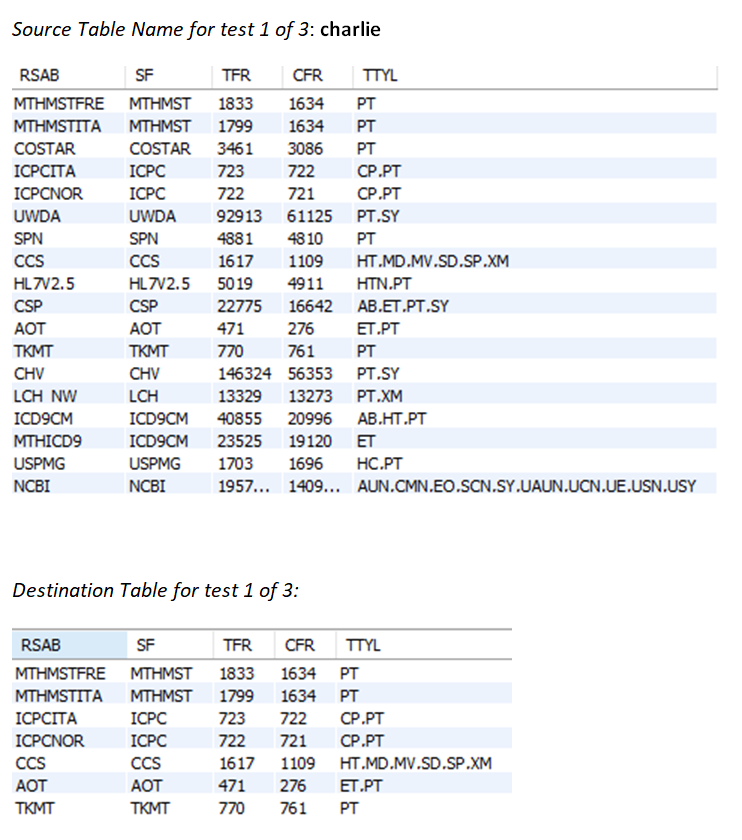 Source Table Name for test 1 of 3: charlie
RSAB SF TFR CFR TTYL
MTHMSTFRE MTHMST 1833 1634 PT
MTHMSTITA MTHMST 1799 1634 PT
COSTAR COSTAR 3461 3086 PT
ICPCITA ICPC 723 722 CP.PT
ICPCNOR ICPC 722 721 CP.PT
UWDA UWDA 92913 61125 PT.SY
SPN SPN 4881 4810 PT
CCS CCS 1617 1109 HT.MD.MV.SD.SP.XM
HL7V2.5 HL7V2.5 5019 4911 HTN.PT
CSP CSP 22775 16642 AB.ET.PT.SY
AOT AOT 471 276 ET.PT
TKMT TKMT 770 761 PT
CHV CHV 146324 56353 PT.SY
LCH_NW LCH 13329 13273 PT.XM
ICD9CM ICD9CM 40855 20996 AB.HT.PT
MTHICD9 ICD9CM 23525 19120 ET
USPMG USPMG 1703 1696 HC.PT
NCBI NCBI 1957... 1409... AUN.CMN.EO.SCN.SY.UAUN.UCN.UE.USN.USY
Destination Table for test 1 of 3:
RSAB SF TFR CFR TTYL
MTHMSTFRE MTHMST 1833 1634 PT
MTHMSTITA MTHMST 1799 1634 PT
ICPCITA ICPC 723 722 CP.PT
ICPCNOR ICPC 722 721 CP.PT
CCS CCS 1617 1109 HT.MD.MV.SD.SP.XM
AOT AOT 471 276 ET.PT
TKMT TKMT 770 761 PT